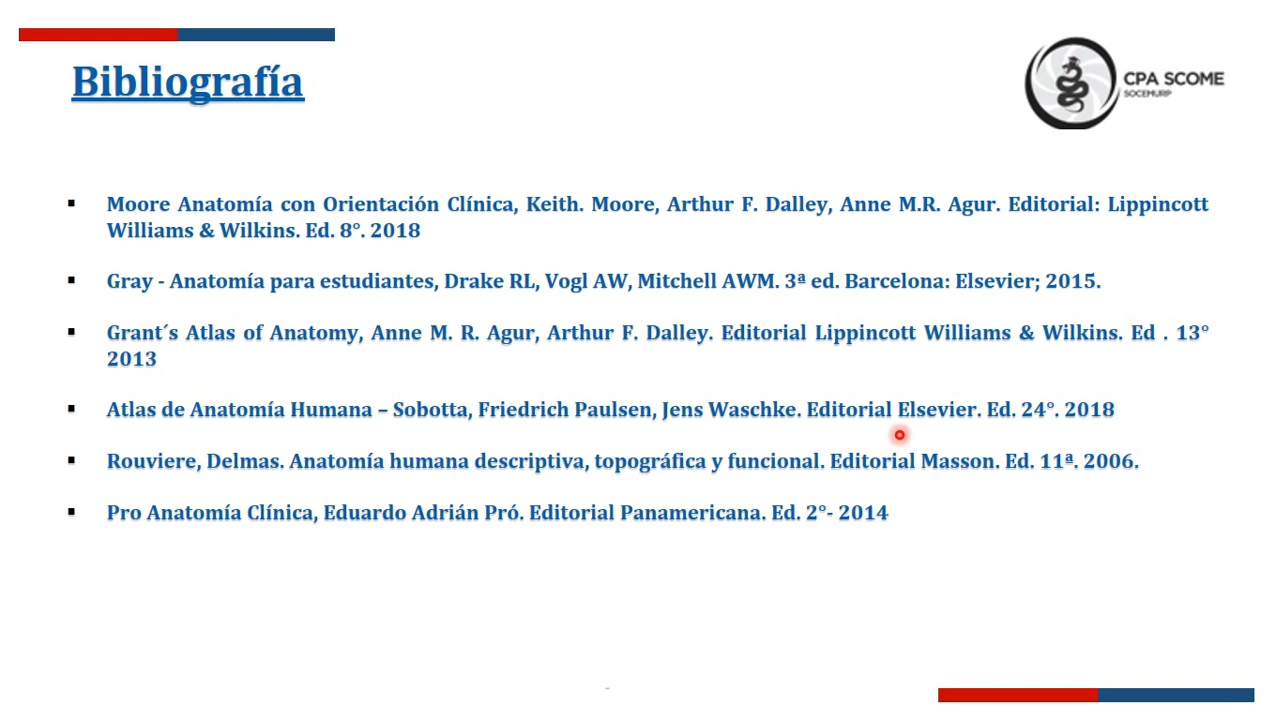 Bibliografía
CPA SCOME
SOCEMURP
▪ Moore Anatomía con Orientación Clínica, Keith. Moore, Arthur F. Dalley, Anne M.R. Agur. Editorial: Lippincott
Williams & Wilkins. Ed. 8°. 2018
▪ Gray - Anatomía para estudiantes, Drake RL, Vogl AW, Mitchell AWM. 3ª ed. Barcelona: Elsevier; 2015.
▪ Grant´s Atlas of Anatomy, Anne M. R. Agur, Arthur F. Dalley. Editorial Lippincott Williams & Wilkins. Ed . 13°
2013
▪ Atlas de Anatomía Humana – Sobotta, Friedrich Paulsen, Jens Waschke. Editorial Elsevier. Ed. 24°. 2018
▪ Rouviere, Delmas. Anatomía humana descriptiva, topográfica y funcional. Editorial Masson. Ed. 11ª. 2006.
▪ Pro Anatomía Clínica, Eduardo Adrián Pró. Editorial Panamericana. Ed. 2°- 2014
-